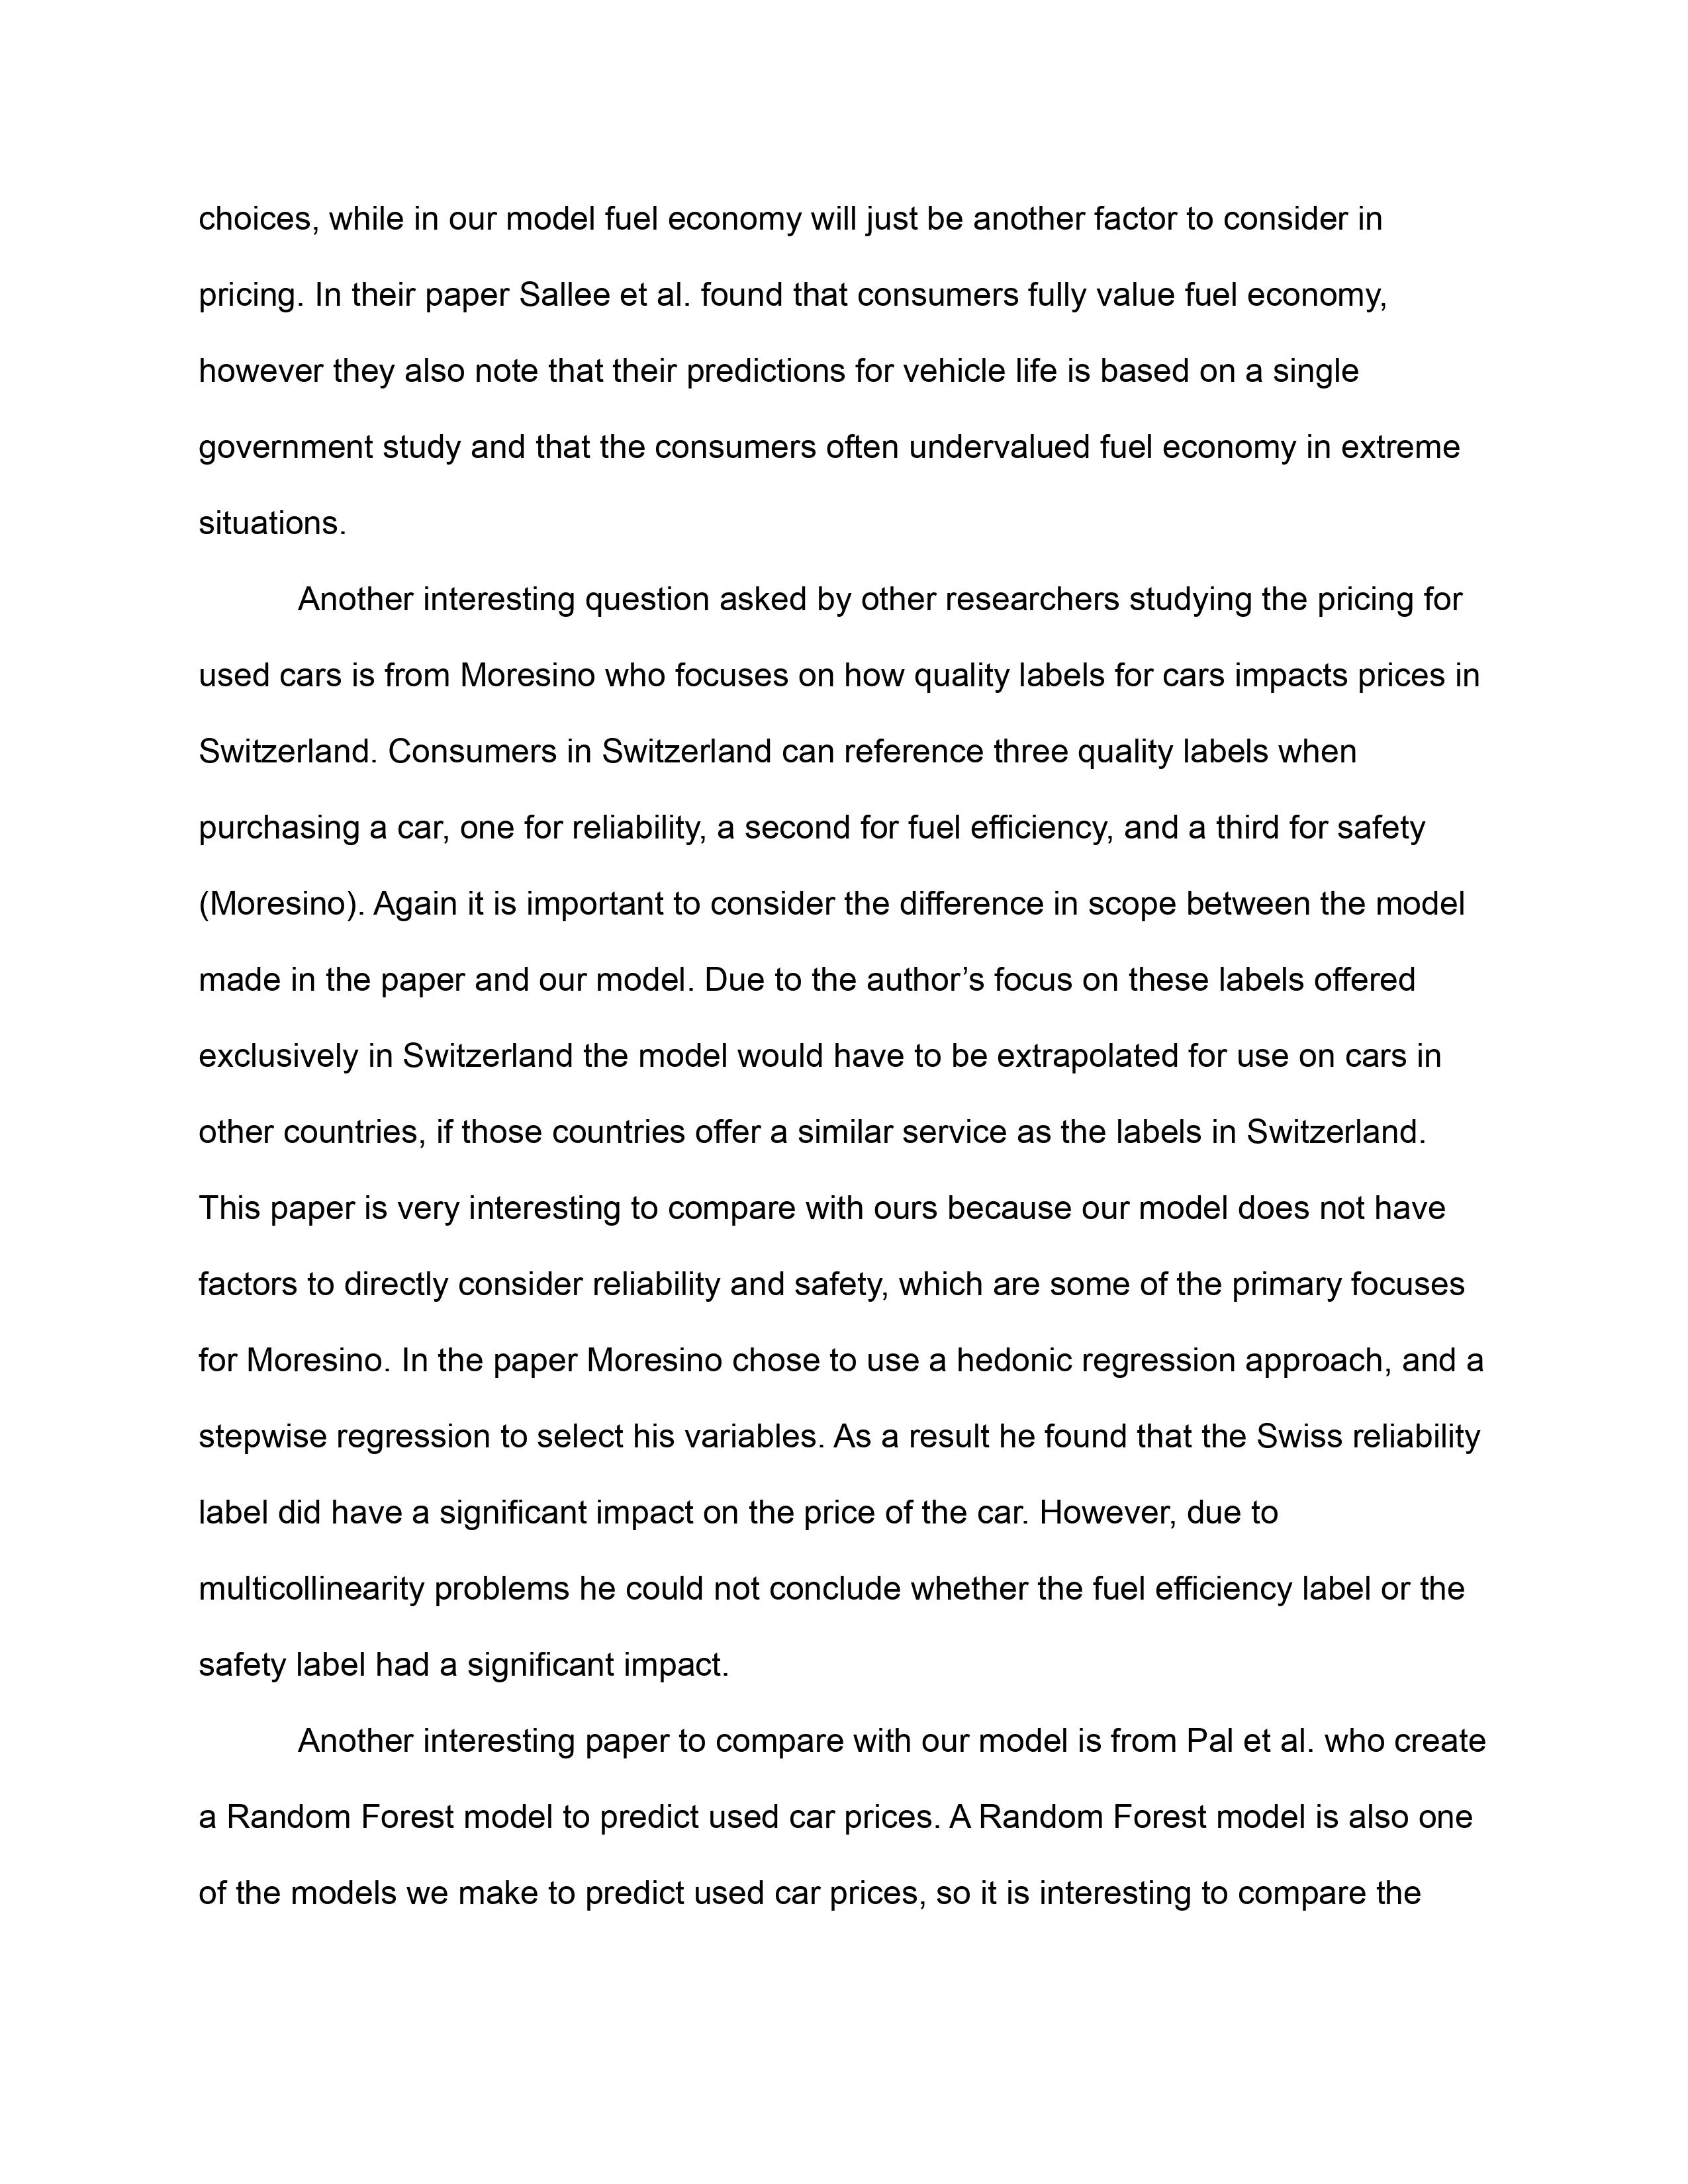 choices, while in our model fuel economy will just be another factor to consider in
pricing. In their paper Sallee et al. found that consumers fully value fuel economy,
however they also note that their predictions for vehicle life is based on a single
government study and that the consumers often undervalued fuel economy in extreme
situations.
Another interesting question asked by other researchers studying the pricing for
used cars is from Moresino who focuses on how quality labels for cars impacts prices in
Switzerland. Consumers in Switzerland can reference three quality labels when
purchasing a car, one for reliability, a second for fuel efficiency, and a third for safety
(Moresino). Again it is important to consider the difference in scope between the model
made in the paper and our model. Due to the author’s focus on these labels offered
exclusively in Switzerland the model would have to be extrapolated for use on cars in
other countries, if those countries offer a similar service as the labels in Switzerland.
This paper is very interesting to compare with ours because our model does not have
factors to directly consider reliability and safety, which are some of the primary focuses
for Moresino. In the paper Moresino chose to use a hedonic regression approach, and a
stepwise regression to select his variables. As a result he found that the Swiss reliability
label did have a significant impact on the price of the car. However, due to
multicollinearity problems he could not conclude whether the fuel efficiency label or the
safety label had a significant impact.
Another interesting paper to compare with our model is from Pal et al. who create
a Random Forest model to predict used car prices. A Random Forest model is also one
of the models we make to predict used car prices, so it is interesting to compare the